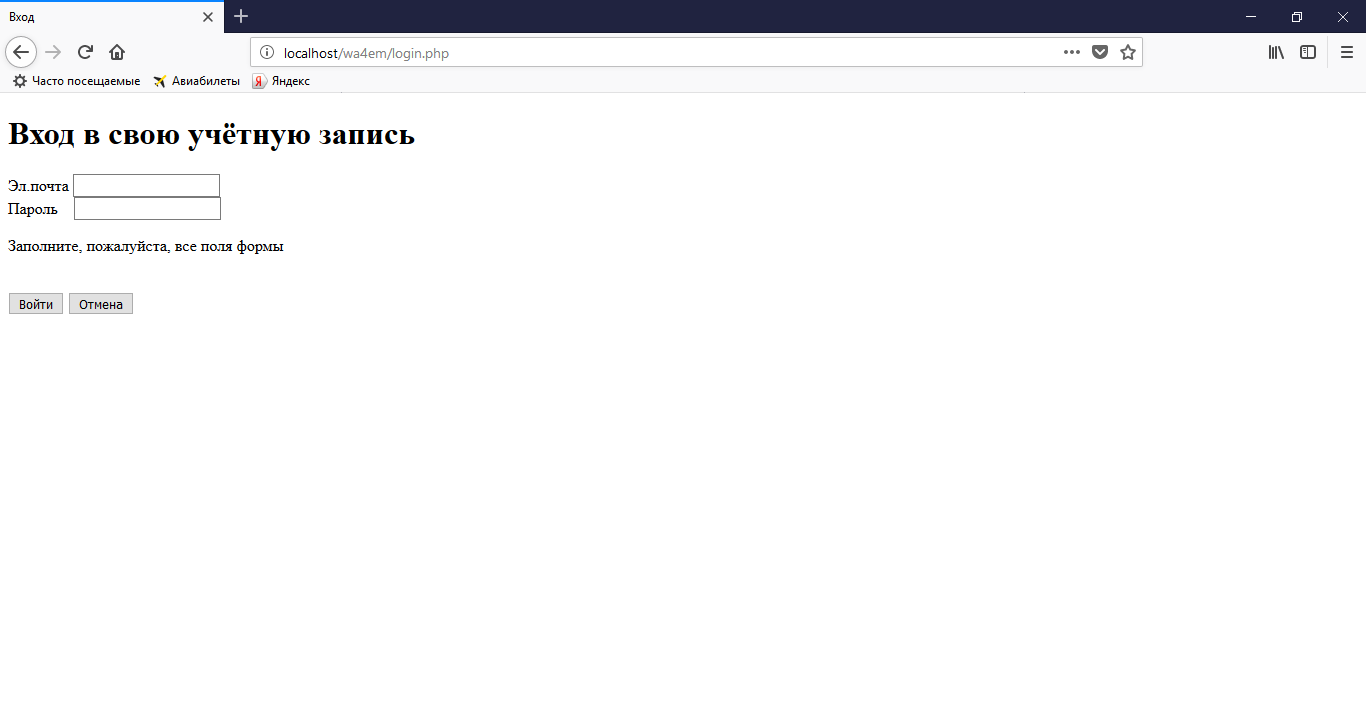 Вход
localhost/wa4em/login.php
Часто посещаемые Авиабилеты Я Яндекс
Вход в свою учётную запись
Эл.почта
Пароль
Заполните, пожалуйста, все поля формы
Войти Отмена